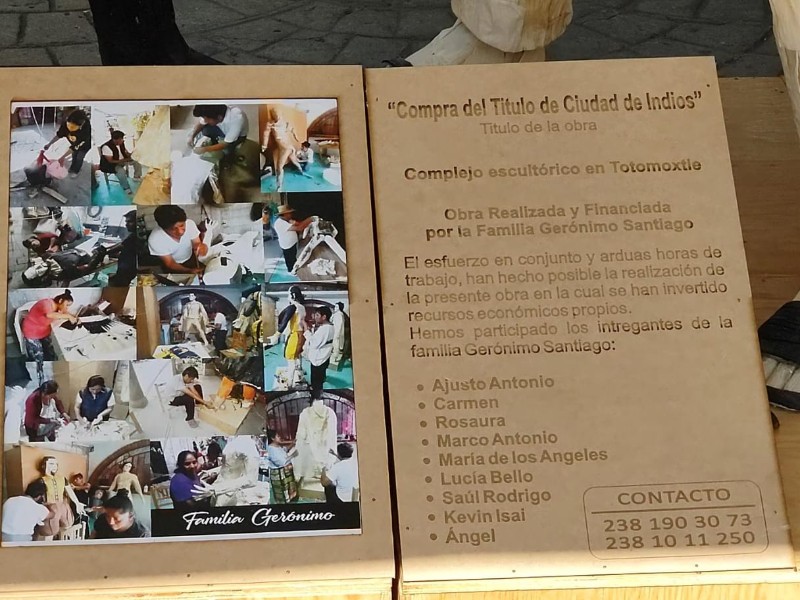 "Compra del Titulo de Ciudad de Indios"
Titulo de la obra
Complejo escultórico en Totomoxtle
Obra Realizada y Financiada
por la Familia Gerónimo Santiago
El esfuerzo en conjunto y arduas horas de
trabajo, han hecho posible la realización de
la presente obra en la cual se han invertido
recursos económicos propios.
Hemos participado los intregantes de la
familia Gerónimo Santiago:
• Ajusto Antonio
• Carmen
• Rosaura
• Marco Antonio
• María de los Angeles
• Lucía Bello
• Saúl Rodrigo
• Kevin Isai
• Ángel
CONTACTO
238 190 30 73
238 10 11 250
Familia Gerónimo